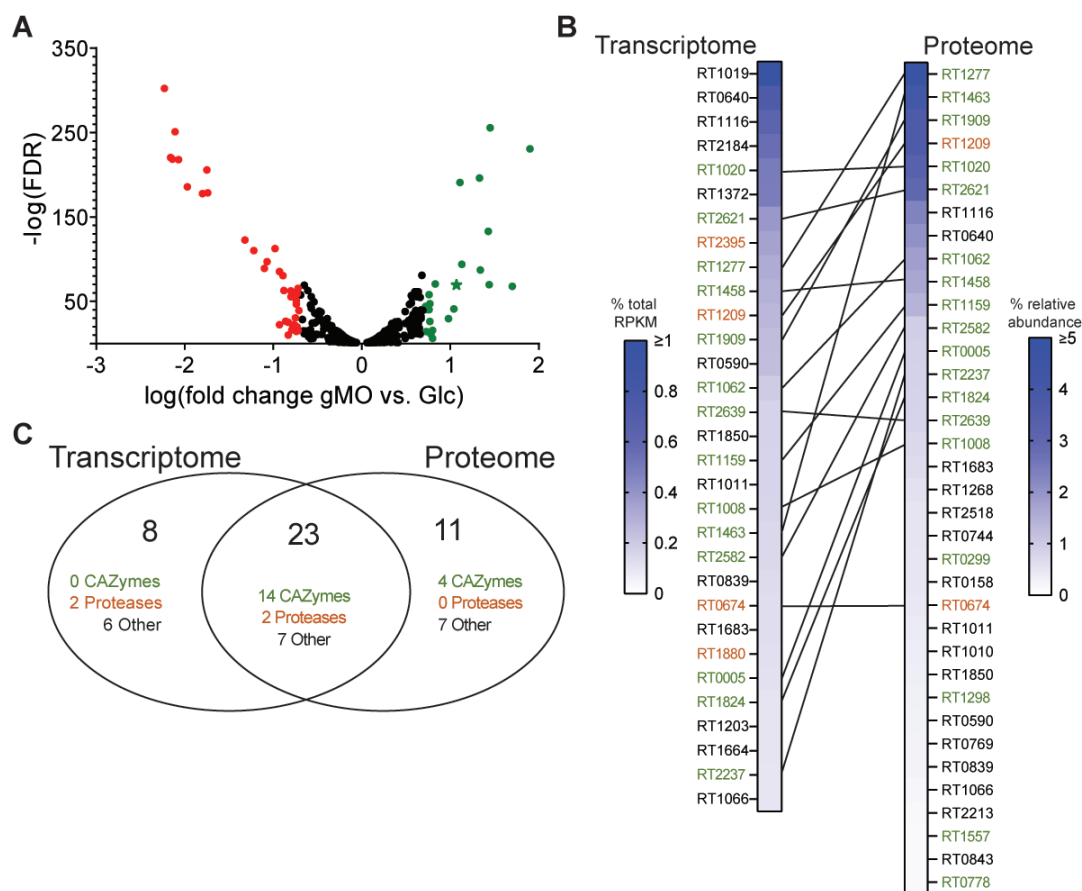 A
350
250
150
50
-log(FDR)
-3
-2
-1
0
1
2
log(fold change gMO vs. Glc)
B
Transcriptome
Proteome
RT1019
RT0640
RT1116
RT2184
RT1020
RT1372
RT2621
RT2395
RT1277
RT1458
RT1209
RT1909
RT0590
RT1062
RT2639
RT1850
RT1159
RT1011
RT1008
RT1463
RT2582
RT0839
RT0674
RT1683
RT1880
RT0005
RT1824
RT1203
RT1664
RT2237
RT1066
% total
RPKM
≥1
0.8
0.6
0.4
0.2
0
RT1277
RT1463
RT1909
RT1209
RT1020
RT2621
RT1116
RT0640
RT1062
RT1458
RT1159
RT2582
RT0005
RT2237
RT1824
RT2639
RT1008
RT1683
RT1268
RT2518
RT0744
RT0299
RT0158
RT0674
RT1011
RT1010
RT1850
RT1298
RT0590
RT0769
RT0839
RT1066
RT2213
RT1557
RT0843
RT0778
% relative
abundance
≥5
4
3
2
1
0
C
Transcriptome
Proteome
8
23
11
0 CAZymes
2 Proteases
6 Other
14 CAZymes
2 Proteases
7 Other
4 CAZymes
0 Proteases
7 Other